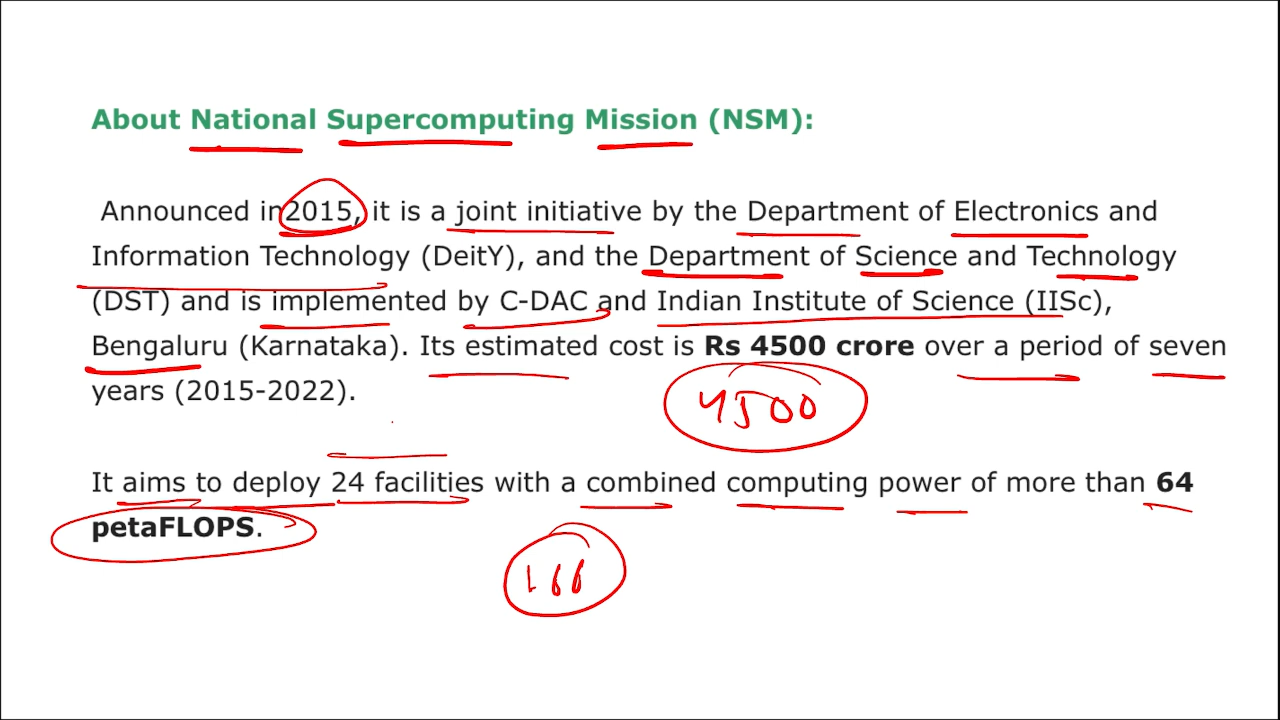 About National Supercomputing Mission (NSM):
Announced in 2015, it is a joint initiative by the Department of Electronics and
Information Technology (DeitY), and the Department of Science and Technology
(DST) and is implemented by C-DAC and Indian Institute of Science (IISc),
Bengaluru (Karnataka). Its estimated cost is Rs 4500 crore over a period of seven
years (2015-2022).
4500
It aims to deploy 24 facilities with a combined computing power of more than 64
petaFLOPS.